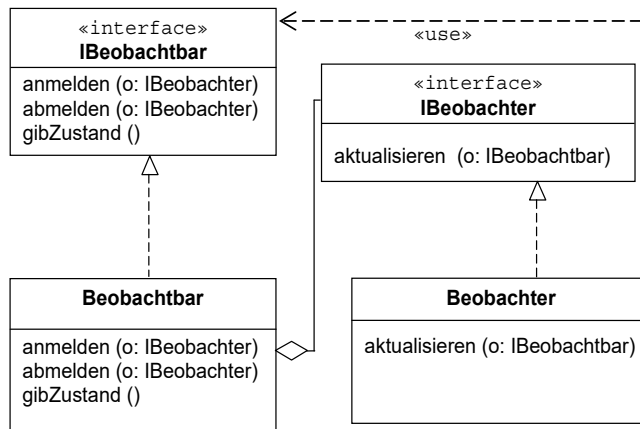 «interface»
IBeobachtbar
anmelden (o: IBeobachter)
abmelden (o: IBeobachter)
gibZustand ()
«use»
«interface»
IBeobachter
aktualisieren (o: IBeobachtbar)
Beobachtbar
anmelden (o: IBeobachter)
abmelden (o: IBeobachter)
gibZustand ()
Beobachter
aktualisieren (o: IBeobachtbar)